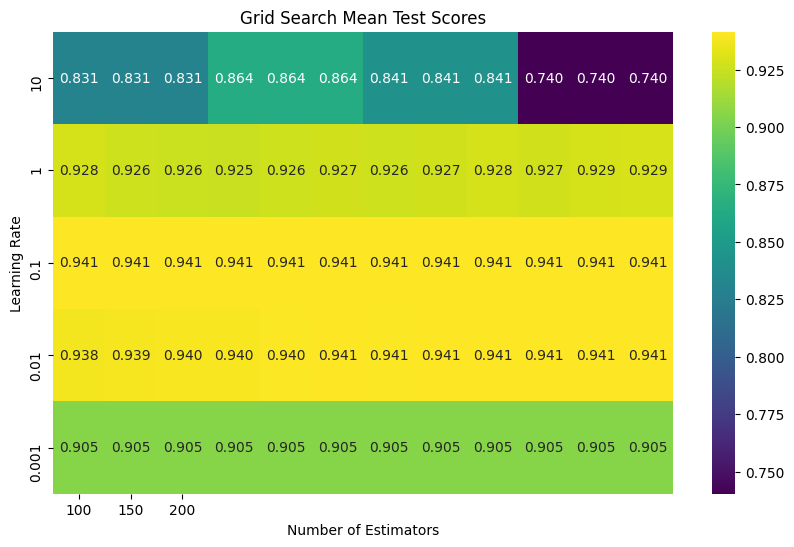 Grid Search Mean Test Scores
10 0.831 0.831 0.831 0.864 0.864 0.864 0.841 0.841 0.841 0.740 0.740 0.740
1 0.928 0.926 0.926 0.925 0.926 0.927 0.926 0.927 0.928 0.927 0.929 0.929
0.1 0.941 0.941 0.941 0.941 0.941 0.941 0.941 0.941 0.941 0.941 0.941 0.941
0.01 0.938 0.939 0.940 0.940 0.940 0.941 0.941 0.941 0.941 0.941 0.941 0.941
0.001 0.905 0.905 0.905 0.905 0.905 0.905 0.905 0.905 0.905 0.905 0.905 0.905
Learning Rate
100 150 200
Number of Estimators
0.925
0.900
0.875
0.850
0.825
0.800
0.775
0.750